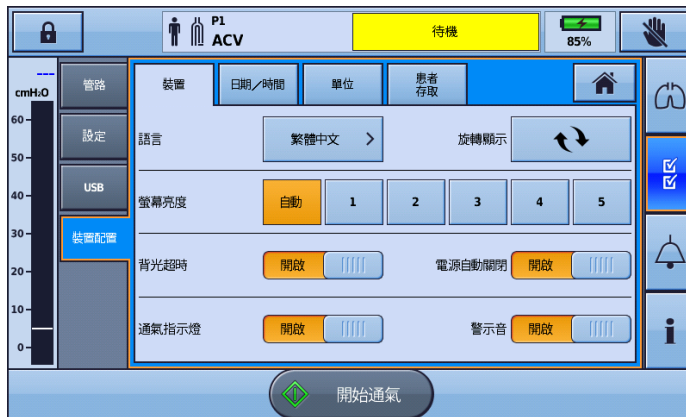 P1
ACV
待機
85%
---
cmH₂O
60
50
40
30
20
10
0
管路
設定
USB
裝置配置
裝置
日期／時間
單位
患者
存取
語言
繁體中文 >
旋轉顯示
螢幕亮度
自動 1 2 3 4 5
背光超時
開啟
電源自動關閉
開啟
通氣指示燈
開啟
警示音
開啟
開始通氣